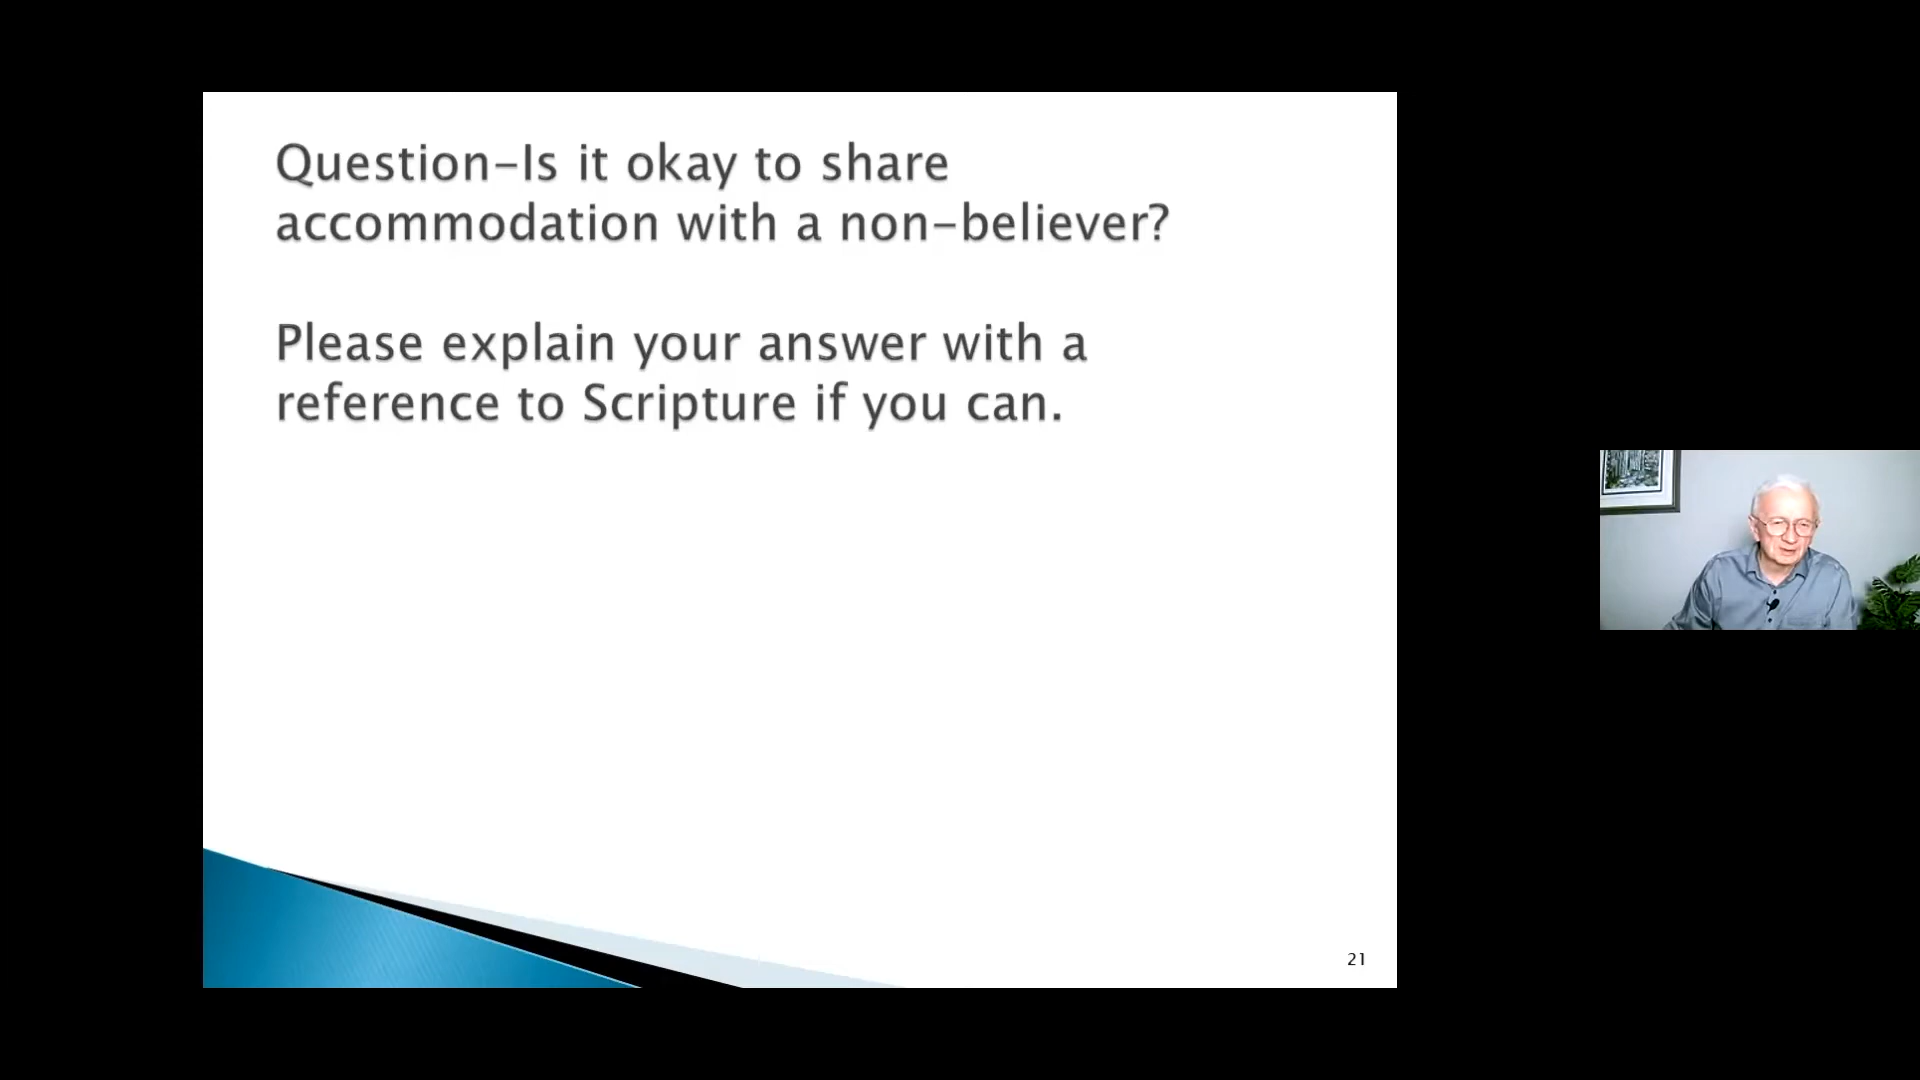 Question–Is it okay to share
accommodation with a non–believer?
Please explain your answer with a
reference to Scripture if you can.
21